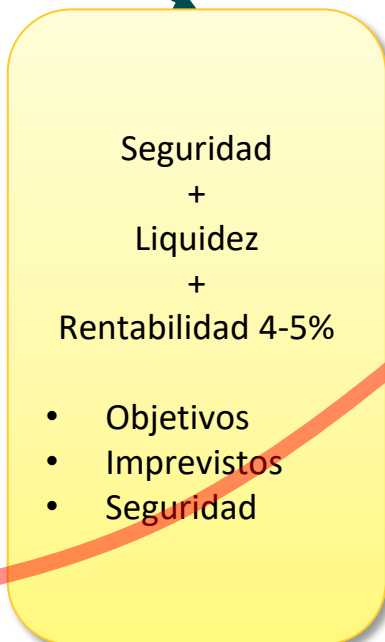 Seguridad
+
Liquidez
+
Rentabilidad 4-5%
• Objetivos
• Imprevistos
• Seguridad